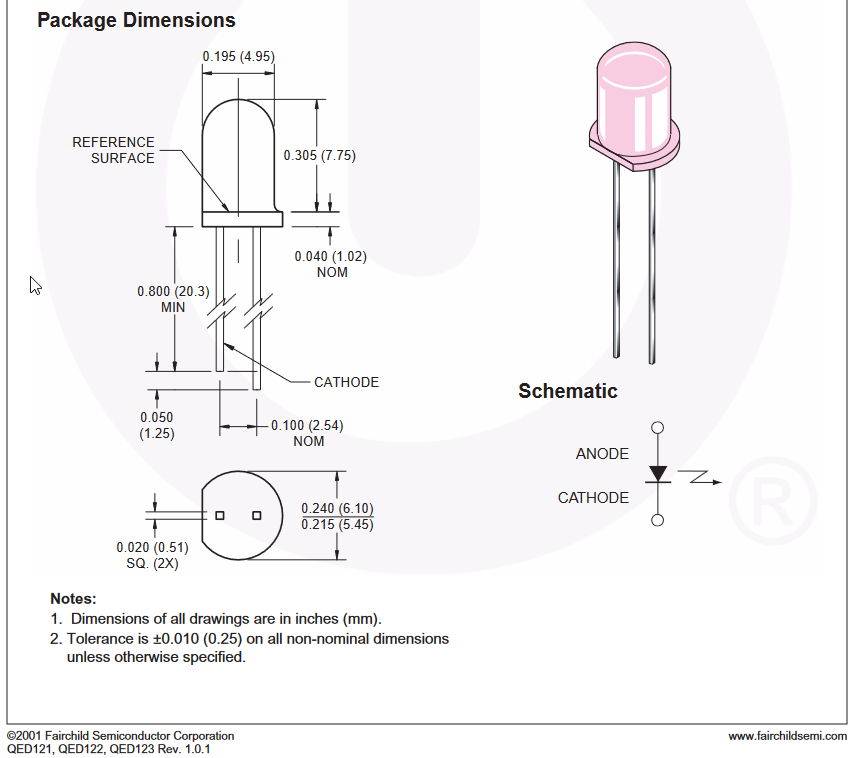 Package Dimensions
0.195 (4.95)
REFERENCE
SURFACE
0.305 (7.75)
0.040 (1.02)
NOM
0.800 (20.3)
MIN
CATHODE
0.050
(1.25)
0.100 (2.54)
NOM
0.240 (6.10)
0.215 (5.45)
0.020 (0.51)
SQ. (2X)
Schematic
ANODE
CATHODE
®
Notes:
1. Dimensions of all drawings are in inches (mm).
2. Tolerance is ±0.010 (0.25) on all non-nominal dimensions
unless otherwise specified.
©2001 Fairchild Semiconductor Corporation
QED121, QED122, QED123 Rev. 1.0.1
www.fairchildsemi.com